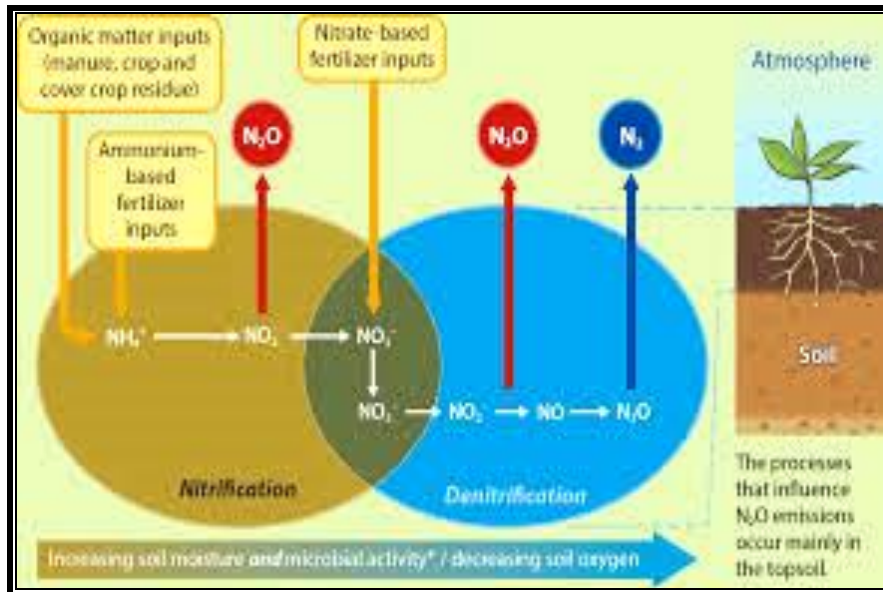 Organic matter inputs
(manure, crop and
cover crop residue)
Nitrate-based
fertilizer inputs
Atmosphere
N₂O
N₂O
N₂
Ammonium-
based
fertilizer
inputs
NH₄⁺
NO₂⁻
NO₃⁻
NO₃⁻
NO₂
NO
N₂O
Soil
Nitrification
Denitrification
The processes
that influence
N₂O emissions
occur mainly in
the topsoil.
Increasing soil moisture and microbial activity* / decreasing soil oxygen